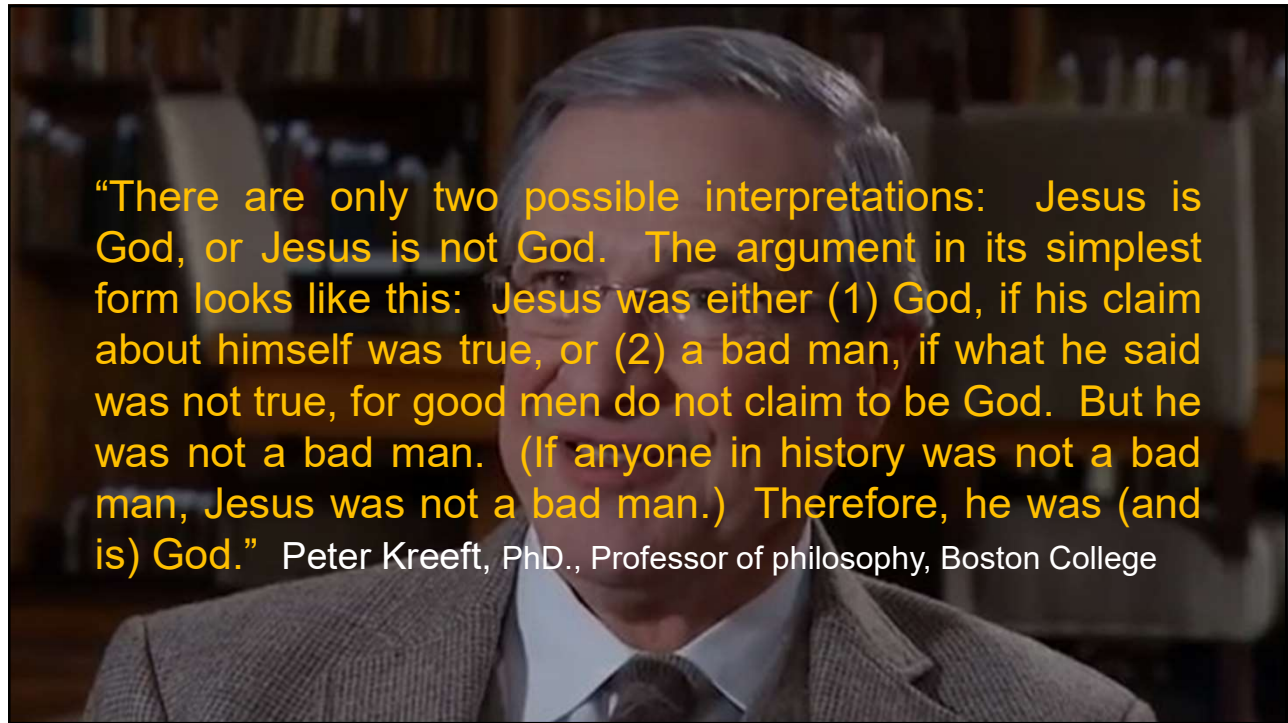 “There are only two possible interpretations: Jesus is
God, or Jesus is not God. The argument in its simplest
form looks like this: Jesus was either (1) God, if his claim
about himself was true, or (2) a bad man, if what he said
was not true, for good men do not claim to be God. But he
was not a bad man. (If anyone in history was not a bad
man, Jesus was not a bad man.) Therefore, he was (and
is) God.” Peter Kreeft, PhD., Professor of philosophy, Boston College